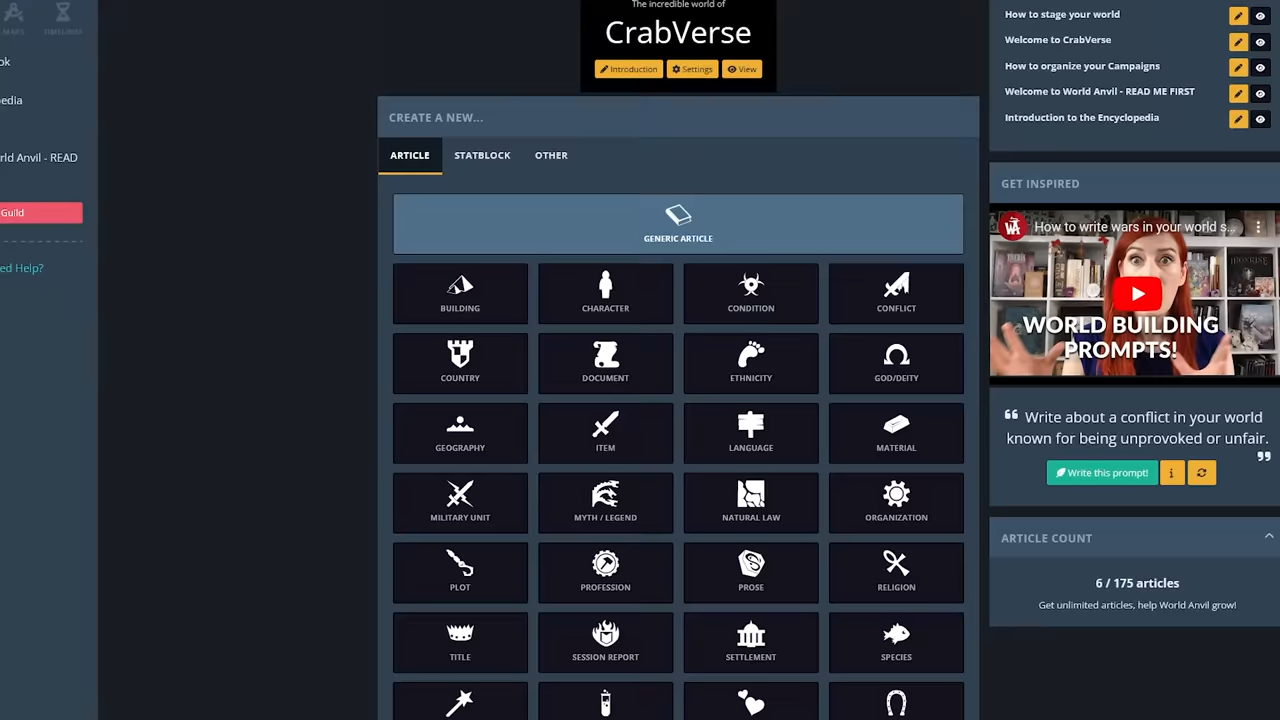 MAPS
TIMELINES
ok
pedia
rld Anvil - READ
Guild
ed Help?
The incredible world of
CrabVerse
Introduction
Settings
View
CREATE A NEW...
ARTICLE
STATBLOCK
OTHER
GENERIC ARTICLE
BUILDING
CHARACTER
CONDITION
CONFLICT
COUNTRY
DOCUMENT
ETHNICITY
GOD/DEITY
GEOGRAPHY
ITEM
LANGUAGE
MATERIAL
MILITARY UNIT
MYTH / LEGEND
NATURAL LAW
ORGANIZATION
PLOT
PROFESSION
PROSE
RELIGION
TITLE
SESSION REPORT
SETTLEMENT
SPECIES
How to stage your world
Welcome to CrabVerse
How to organize your Campaigns
Welcome to World Anvil - READ ME FIRST
Introduction to the Encyclopedia
GET INSPIRED
WA
How to write wars in your world s...
WORLD BUILDING
PROMPTS!
“ Write about a conflict in your world
known for being unprovoked or unfair.
”
Write this prompt!
ARTICLE COUNT
6 / 175 articles
Get unlimited articles, help World Anvil grow!